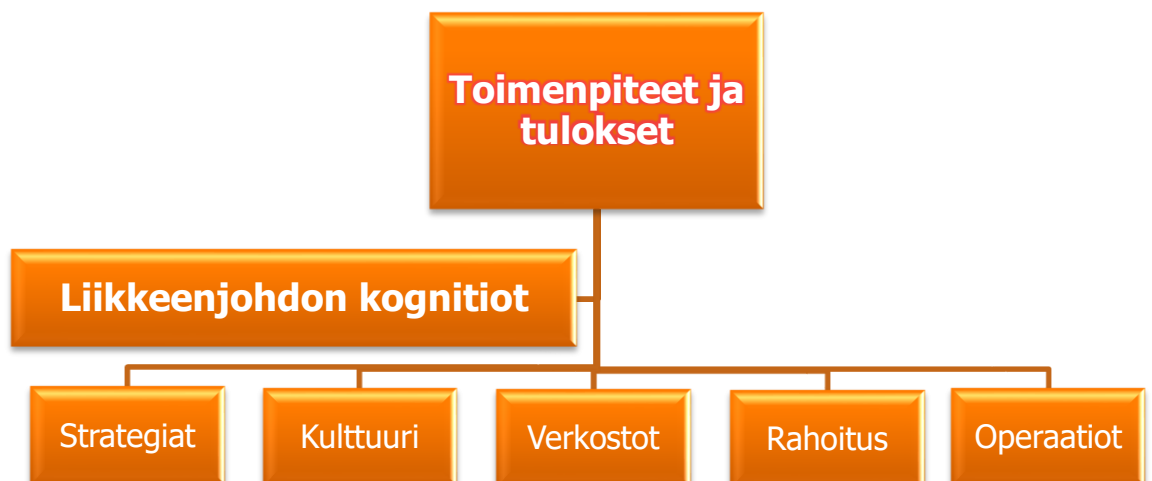 Toimenpiteet ja
tulokset
Liikkeenjohdon kognitiot
Strategiat
Kulttuuri
Verkostot
Rahoitus
Operaatiot